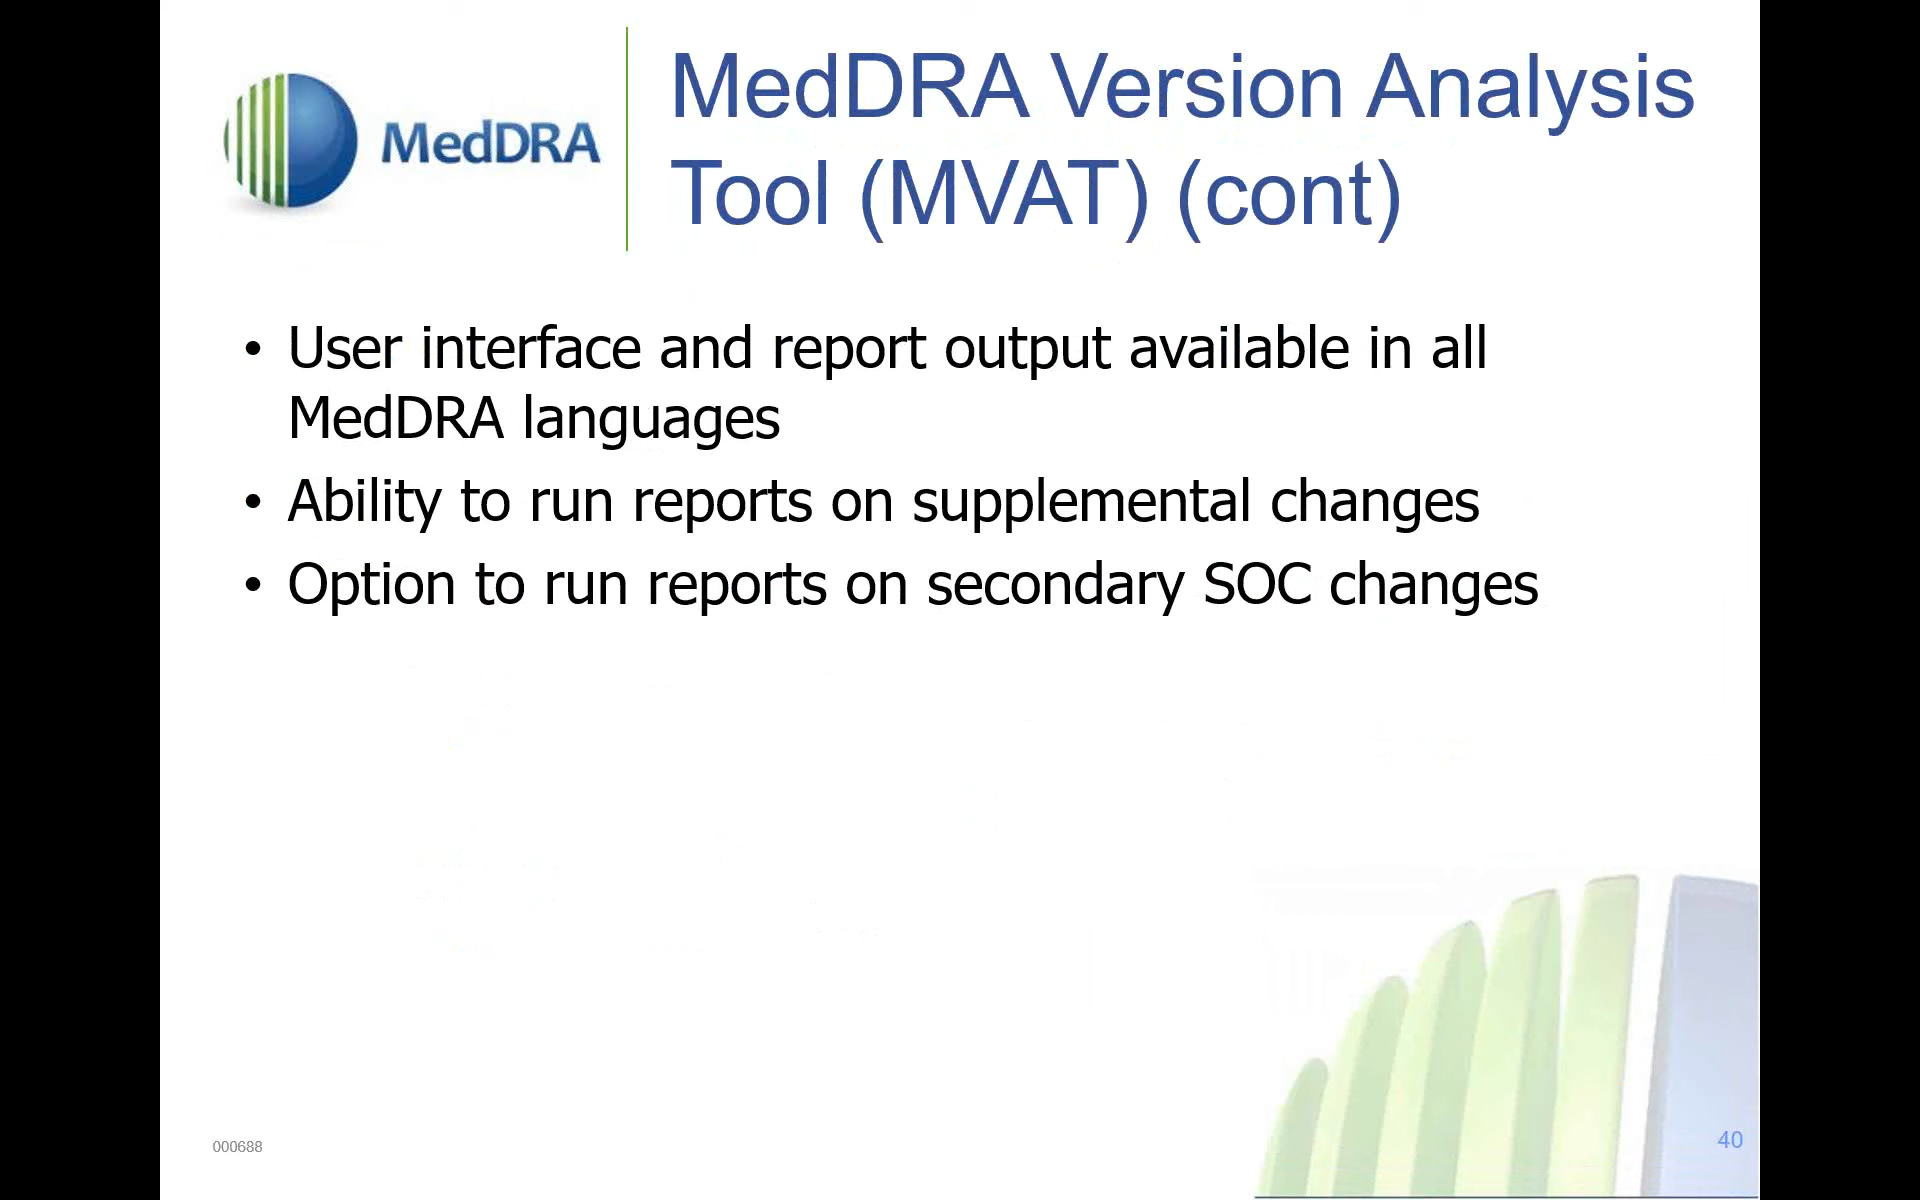 MedDRA
MedDRA Version Analysis
Tool (MVAT) (cont)
• User interface and report output available in all
MedDRA languages
• Ability to run reports on supplemental changes
• Option to run reports on secondary SOC changes
000688
40